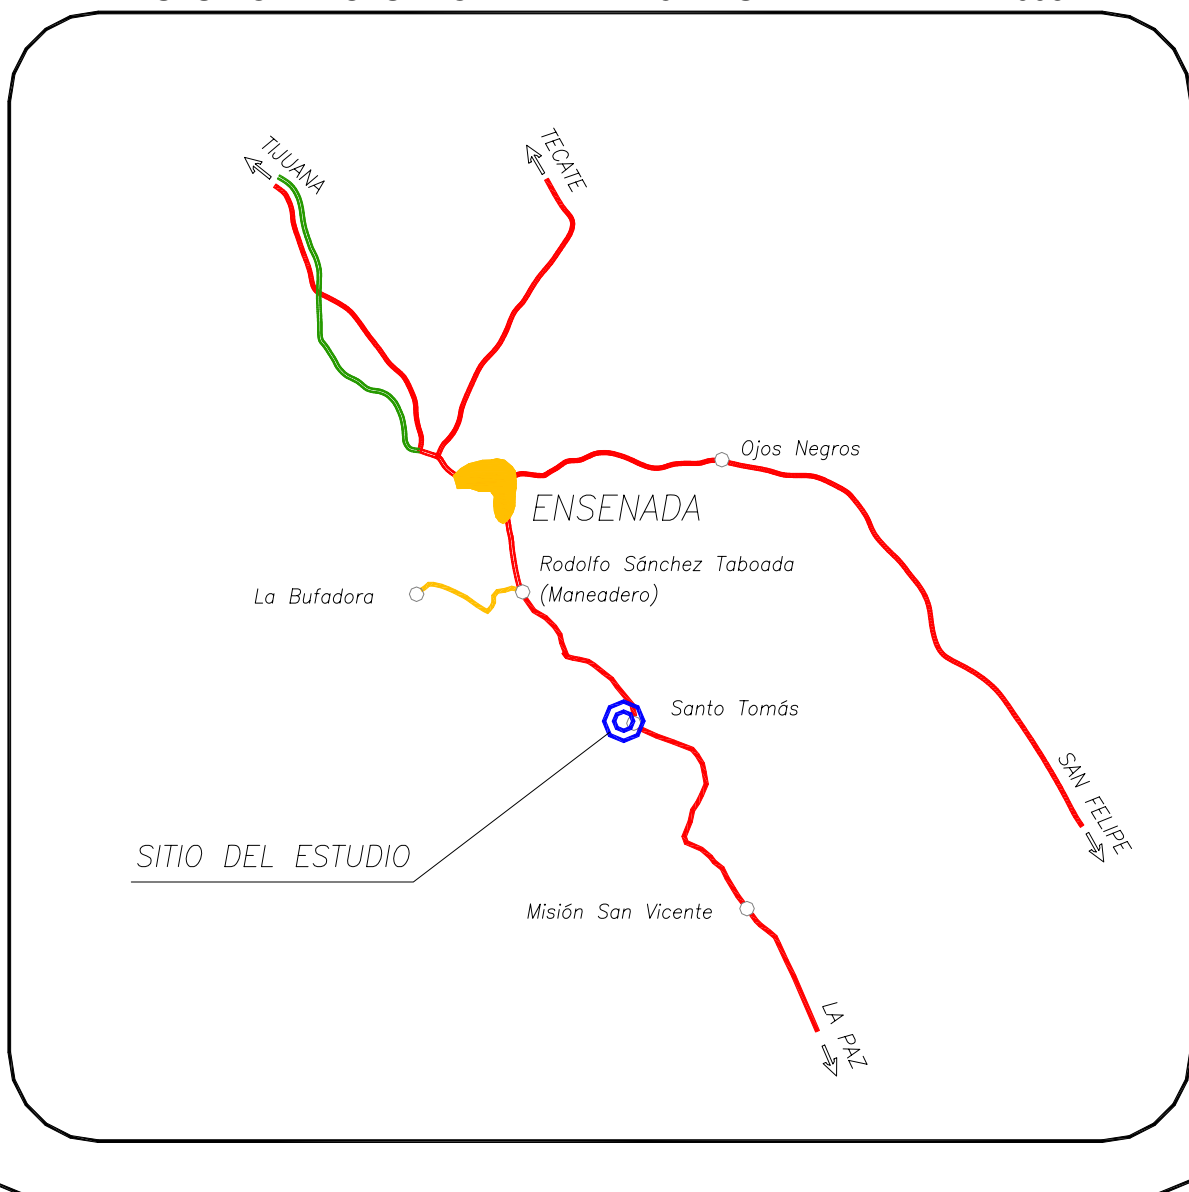 TIJUANA
TECATE
Ojos Negros
ENSENADA
Rodolfo Sánchez Taboada
(Maneadero)
La Bufadora
Santo Tomás
SAN FELIPE
SITIO DEL ESTUDIO
Misión San Vicente
LA PAZ